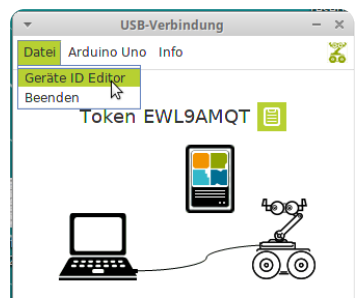 USB-Verbindung
Datei Arduino Uno Info
Geräte ID Editor
Beenden
Token EWL9AMQT